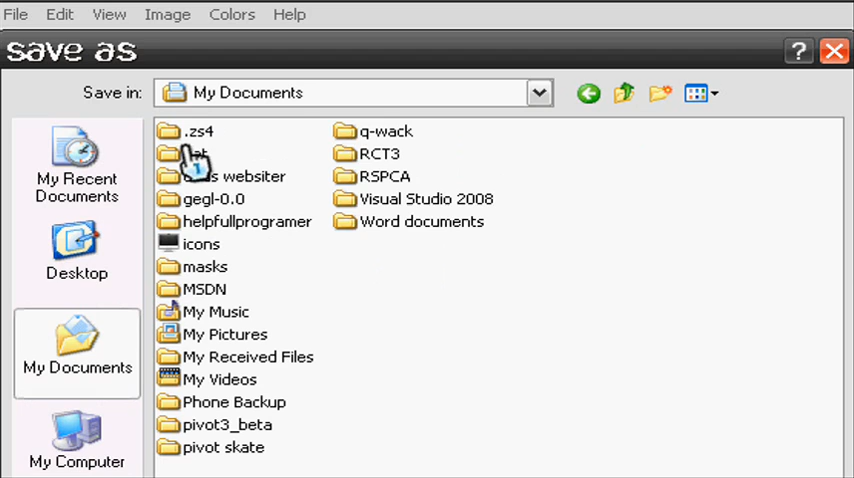 File Edit View Image Colors Help
save as
?
Save in: My Documents
My Recent
Documents
Desktop
My Documents
My Computer
.zs4
websiter
gegl-0.0
helpfullprogramer
icons
masks
MSDN
My Music
My Pictures
My Received Files
My Videos
Phone Backup
pivot3_beta
pivot skate
q-wack
RCT3
RSPCA
Visual Studio 2008
Word documents